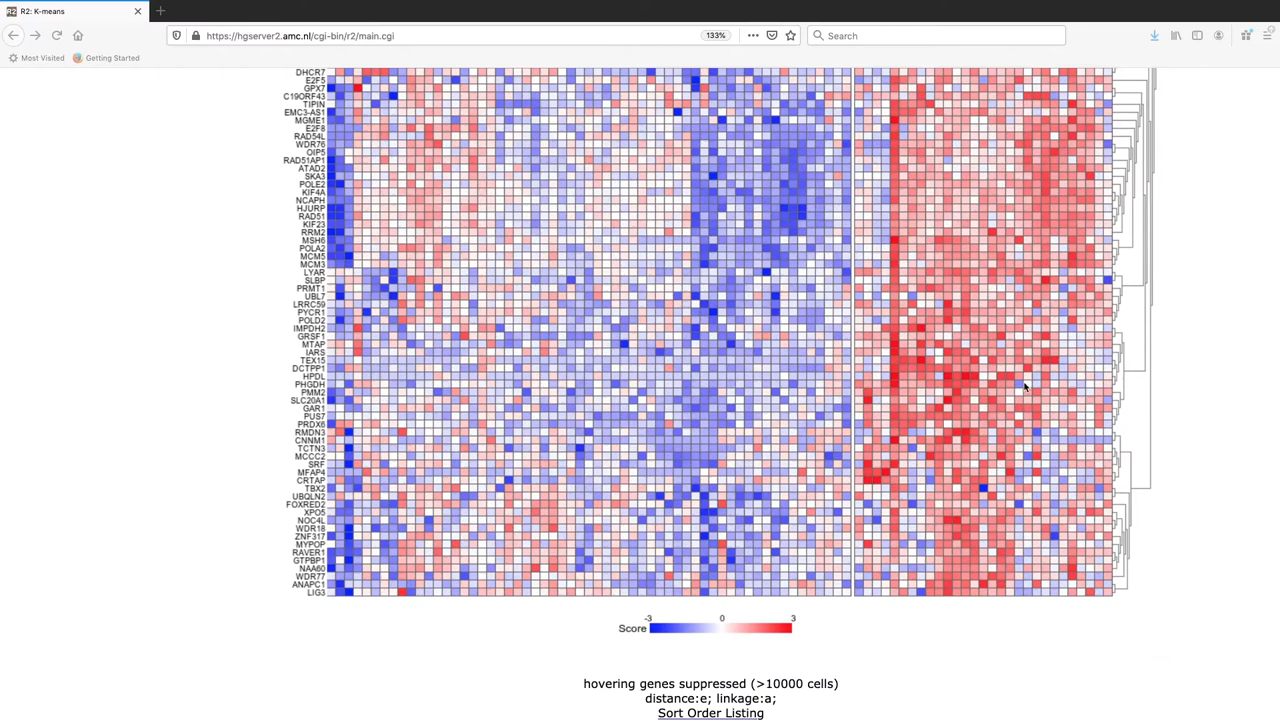 R2: K-means
https://hgserver2.amc.nl/cgi-bin/r2/main.cgi
133%
Search
Most Visited
Getting Started
DHCR7
E2F5
GPX7
C19ORF43
TIPIN
EMC3-AS1
MGME1
E2F8
RAD54L
WDR76
OIP5
RAD51AP1
ATAD2
SKA3
POLE2
KIF4A
NCAPH
HJURP
RAD51
KIF23
RRM2
MSH6
POLA2
MCM5
MCM3
LYAR
SLBP
PRMT1
UBL7
LRRC59
PYCR1
POLD2
IMPDH2
GRSF1
MTAP
IARS
TEX15
DCTPP1
HPDL
PHGDH
PMM2
SLC20A1
GAR1
PUS7
PRDX6
RMDN3
CNNM1
TCTN3
MCCC2
SRF
MFAP4
CRTAP
TBX2
UBQLN2
FOXRED2
XPO5
NOC4L
WDR18
ZNF317
MYPOP
RAVER1
GTPBP1
NAA60
WDR77
ANAPC1
LIG3
-3 0 3
Score
hovering genes suppressed (>10000 cells)
distance:e; linkage:a;
Sort Order Listing